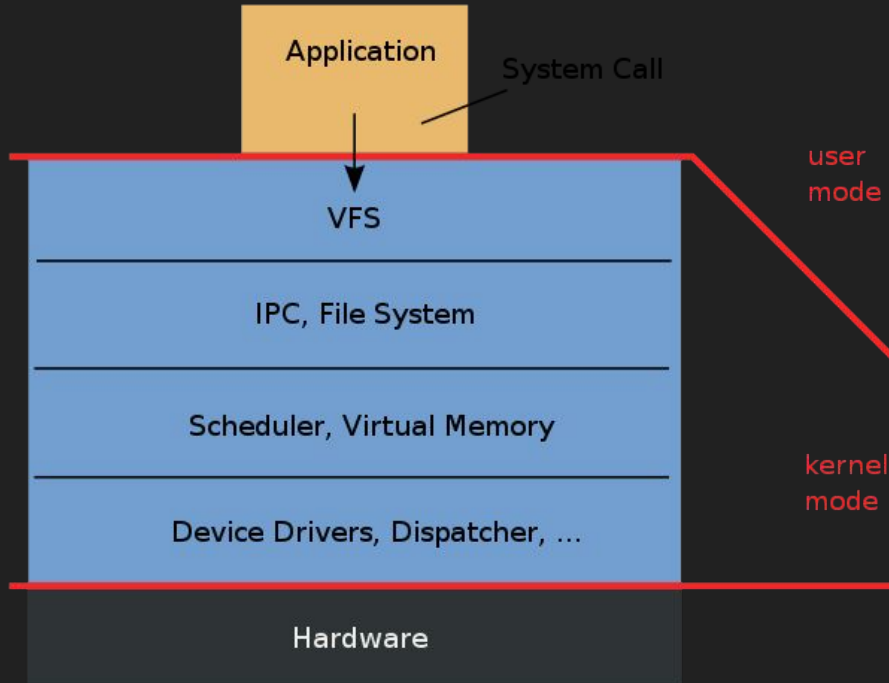 Application
System Call
user
mode
VFS
IPC, File System
Scheduler, Virtual Memory
kernel
mode
Device Drivers, Dispatcher, ...
Hardware